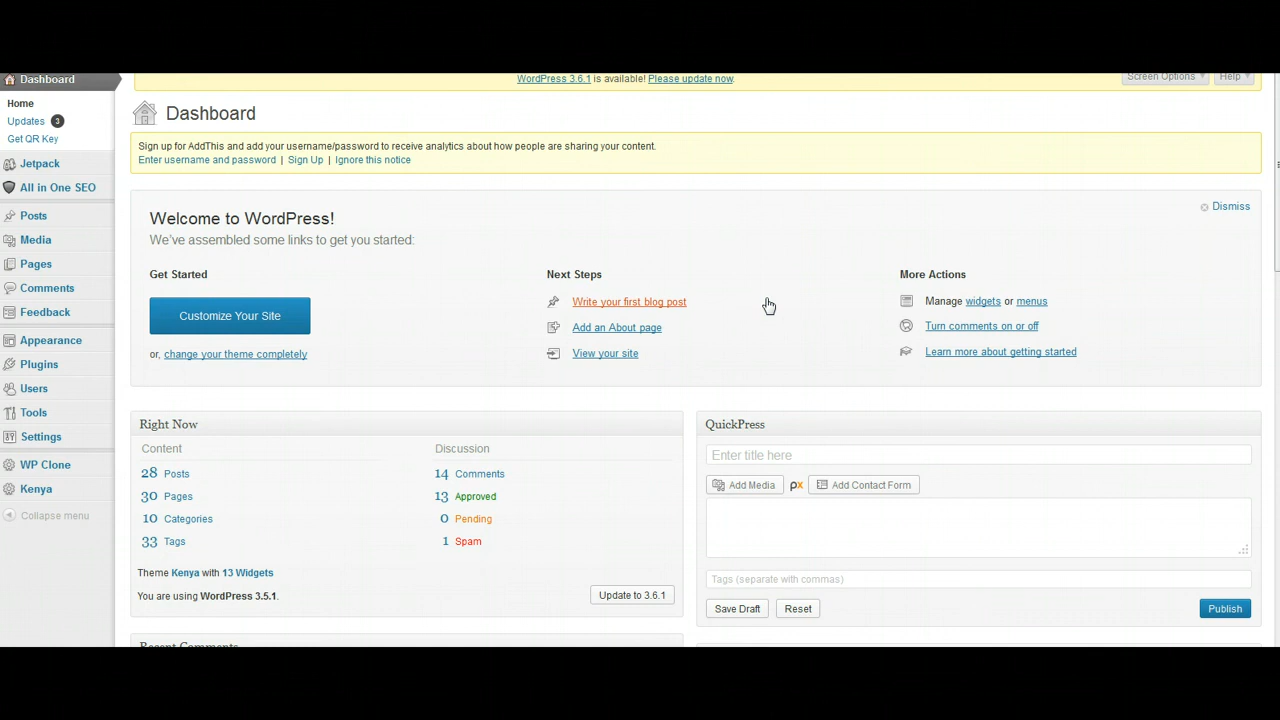 WordPress 3.6.1 is available! Please update now.
Screen Options
Help
Dashboard
Home
Updates 3
Get QR Key
Jetpack
All in One SEO
Posts
Media
Pages
Comments
Feedback
Appearance
Plugins
Users
Tools
Settings
WP Clone
Kenya
Collapse menu
Dashboard
Sign up for AddThis and add your username/password to receive analytics about how people are sharing your content.
Enter username and password | Sign Up | Ignore this notice
Welcome to WordPress!
Dismiss
We've assembled some links to get you started:
Get Started
Customize Your Site
or, change your theme completely
Next Steps
Write your first blog post
Add an About page
View your site
More Actions
Manage widgets or menus
Turn comments on or off
Learn more about getting started
Right Now
Content
28 Posts
30 Pages
10 Categories
33 Tags
Discussion
14 Comments
13 Approved
0 Pending
1 Spam
Theme Kenya with 13 Widgets
You are using WordPress 3.5.1.
Update to 3.6.1
QuickPress
Enter title here
Add Media px Add Contact Form
Tags (separate with commas)
Save Draft Reset Publish
Recent Comments